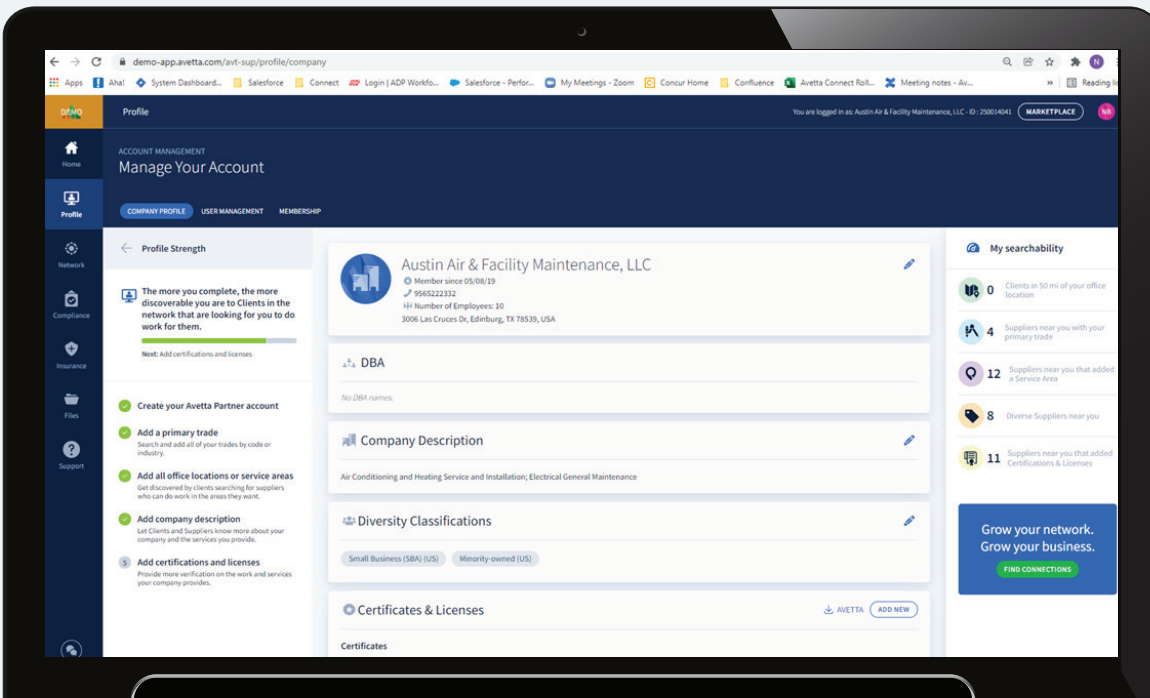 demo-app.avetta.com/avt-sup/profile/company
Apps Aha! System Dashboard... Salesforce Connect Login | ADP Workfo... Salesforce - Perfor... My Meetings - Zoom Concur Home Confluence Avetta Connect Roll... Meeting notes - Av... » Reading
DEMO
Profile
You are logged in as: Austin Air & Facility Maintenance, LLC - ID : 250014041
MARKETPLACE
NB
Home
Profile
Network
Compliance
Insurance
Files
Support
ACCOUNT MANAGEMENT
Manage Your Account
COMPANY PROFILE USER MANAGEMENT MEMBERSHIP
Profile Strength
The more you complete, the more
discoverable you are to Clients in the
network that are looking for you to do
work for them.
Next: Add certifications and licenses
Create your Avetta Partner account
Add a primary trade
Search and add all of your trades by code or
industry.
Add all office locations or service areas
Get discovered by clients searching for suppliers
who can do work in the areas they want.
Add company description
Let Clients and Suppliers know more about your
company and the services you provide.
5 Add certifications and licenses
Provide more verification on the work and services
your company provides.
Austin Air & Facility Maintenance, LLC
Member since 05/08/19
9565222332
Number of Employees: 10
3006 Las Cruces Dr, Edinburg, TX 78539, USA
DBA
No DBA names.
Company Description
Air Conditioning and Heating Service and Installation; Electrical General Maintenance
Diversity Classifications
Small Business (SBA) (US) Minority-owned (US)
Certificates & Licenses
AVETTA ADD NEW
Certificates
My searchability
0 Clients in 50 mi of your office
location
4 Suppliers near you with your
primary trade
12 Suppliers near you that added
a Service Area
8 Diverse Suppliers near you
11 Suppliers near you that added
Certifications & Licenses
Grow your network.
Grow your business.
FIND CONNECTIONS